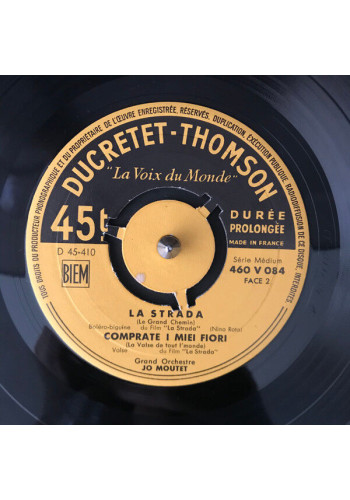 TOUS DROITS DU PRODUCTEUR PHONOGRAPHIQUE ET DU PROPRIÉTAIRE DE L'ŒUVRE ENREGISTRÉE, RÉSERVÉS, DUPLICATION, EXÉCUTION PUBLIQUE, RADIODIFFUSION DE CE DISQUE, INTERDITES.
DUCRETET-THOMSON
"La Voix du Monde"
45t
DURÉE
PROLONGÉE
MADE IN FRANCE
D 45-410
BIEM
Série Médium
460 V 084
FACE 2
LA STRADA
(Le Grand Chemin)
Boléro-biguine du Film "La Strada" (Nino Rota)
COMPRATE I MIEI FIORI
(La Valse de tout l'monde)
Valse du Film "La Strada"
Grand Orchestre
JO MOUTET